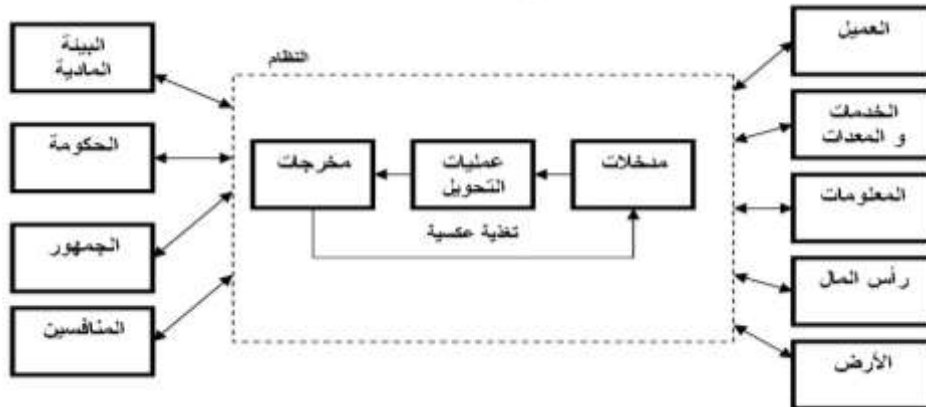 العميل
الخدمات
و المعدات
المعلومات
رأس المال
الأرض
النظام
مدخلات
عمليات
التحويل
مخرجات
تغذية عكسية
البيئة
المادية
الحكومة
الجمهور
المنافسين